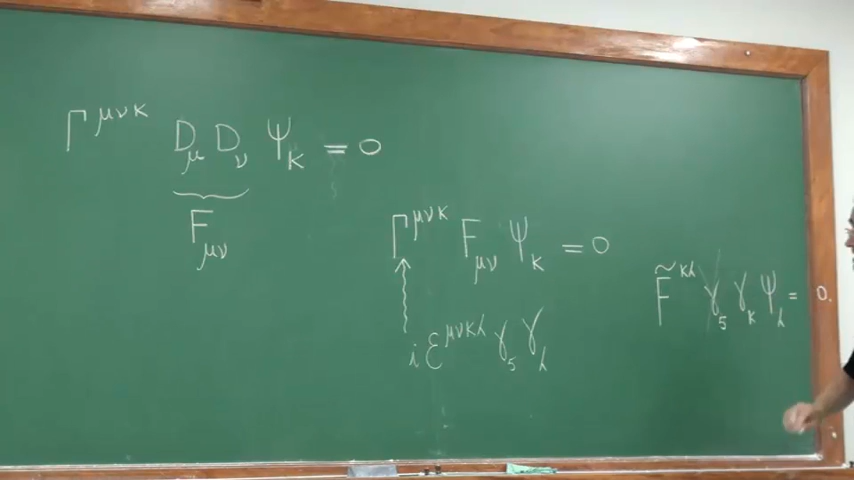 Γ^{μνκ} D_μ D_ν Ψ_κ = 0
F_{μν}
Γ^{μνκ} F_{μν} Ψ_κ = 0
F̃^{κλ} γ_5 γ_κ Ψ_λ = 0.
i ε^{μνκλ} γ_5 γ_λ